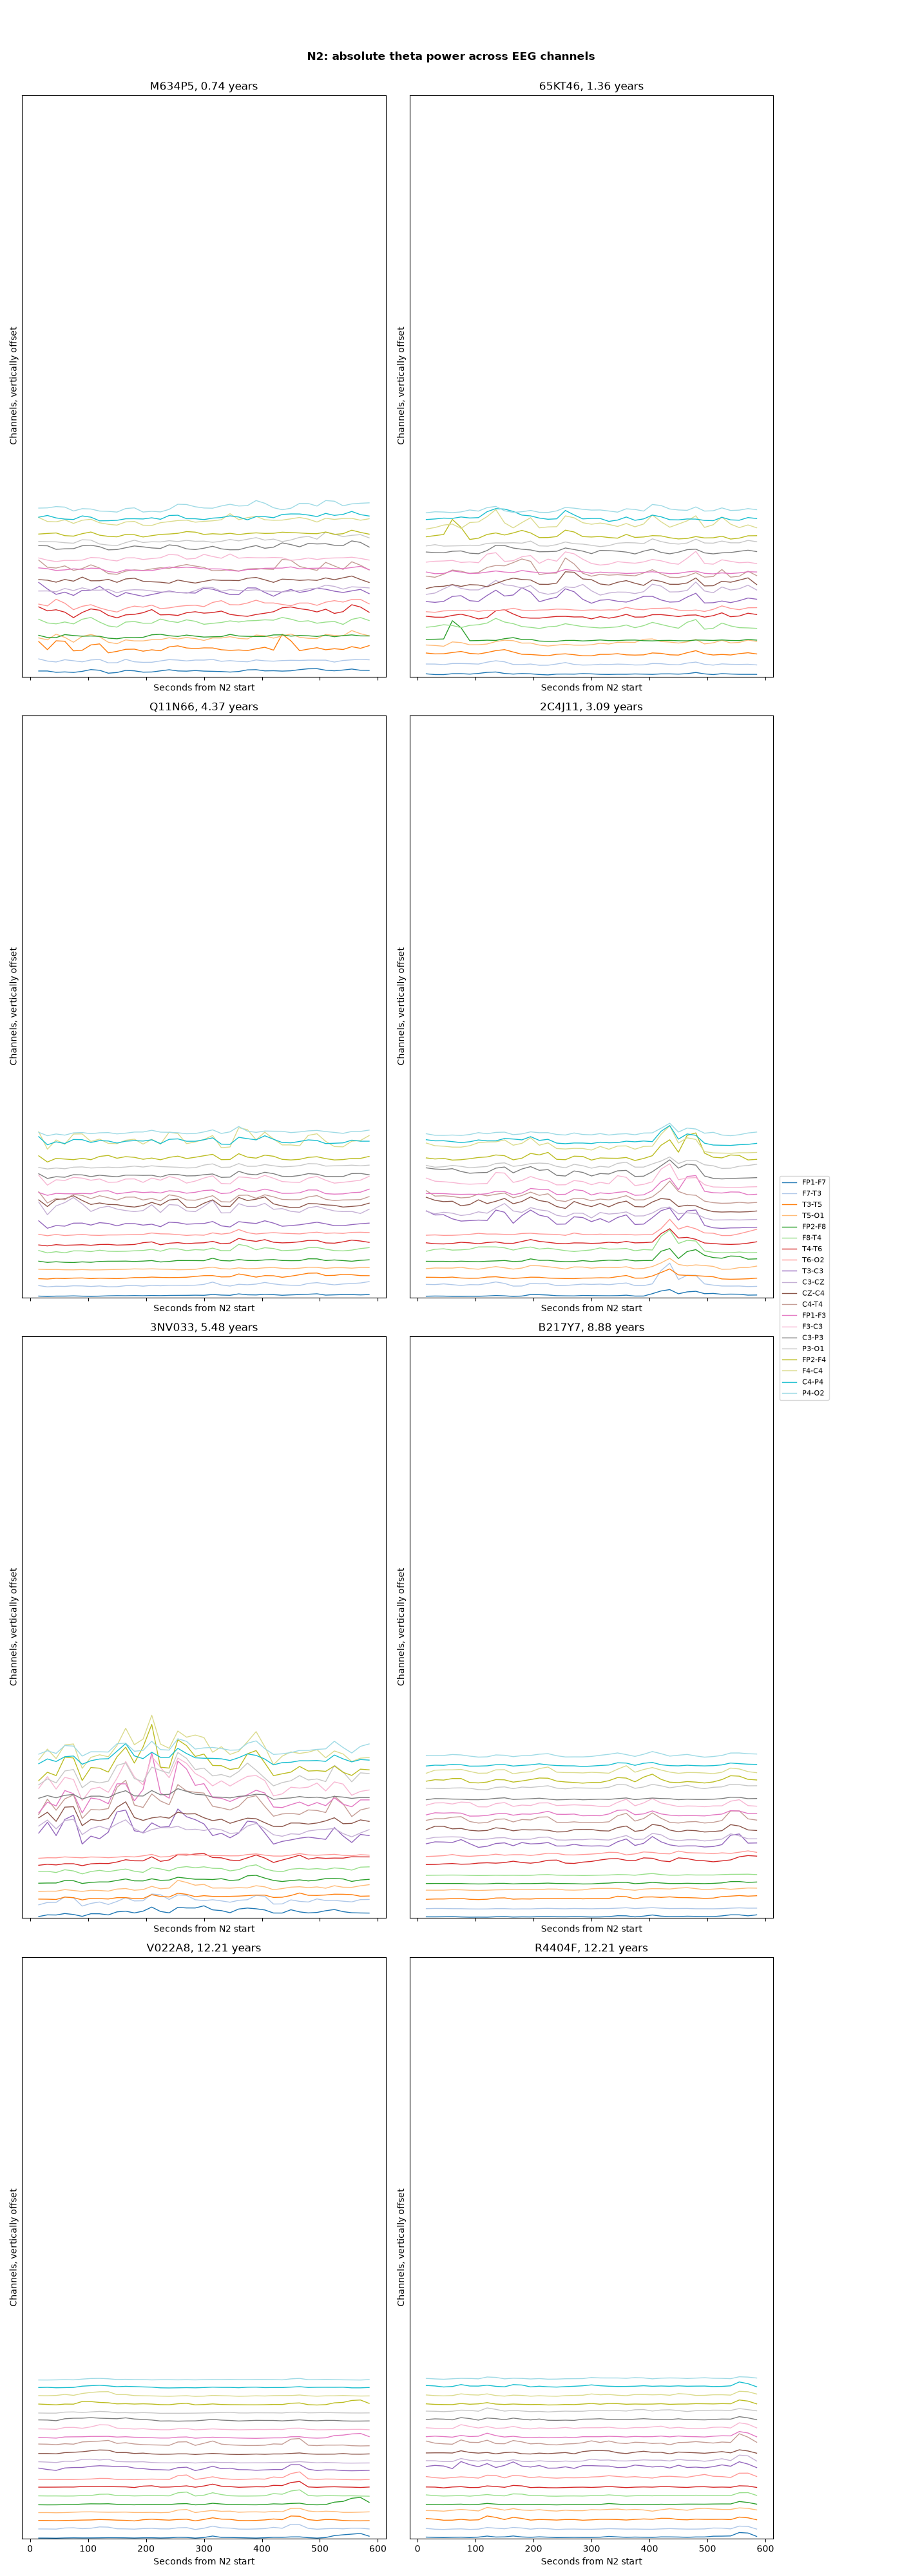 N2: absolute theta power across EEG channels
M634P5, 0.74 years
65KT46, 1.36 years
Channels, vertically offset
Channels, vertically offset
Seconds from N2 start
Seconds from N2 start
Q11N66, 4.37 years
2C4J11, 3.09 years
Channels, vertically offset
Channels, vertically offset
Seconds from N2 start
Seconds from N2 start
FP1-F7
F7-T3
T3-T5
T5-O1
FP2-F8
F8-T4
T4-T6
T6-O2
T3-C3
C3-CZ
CZ-C4
C4-T4
FP1-F3
F3-C3
C3-P3
P3-O1
FP2-F4
F4-C4
C4-P4
P4-O2
3NV033, 5.48 years
B217Y7, 8.88 years
Channels, vertically offset
Channels, vertically offset
Seconds from N2 start
Seconds from N2 start
V022A8, 12.21 years
R4404F, 12.21 years
Channels, vertically offset
Channels, vertically offset
0 100 200 300 400 500 600
0 100 200 300 400 500 600
Seconds from N2 start
Seconds from N2 start